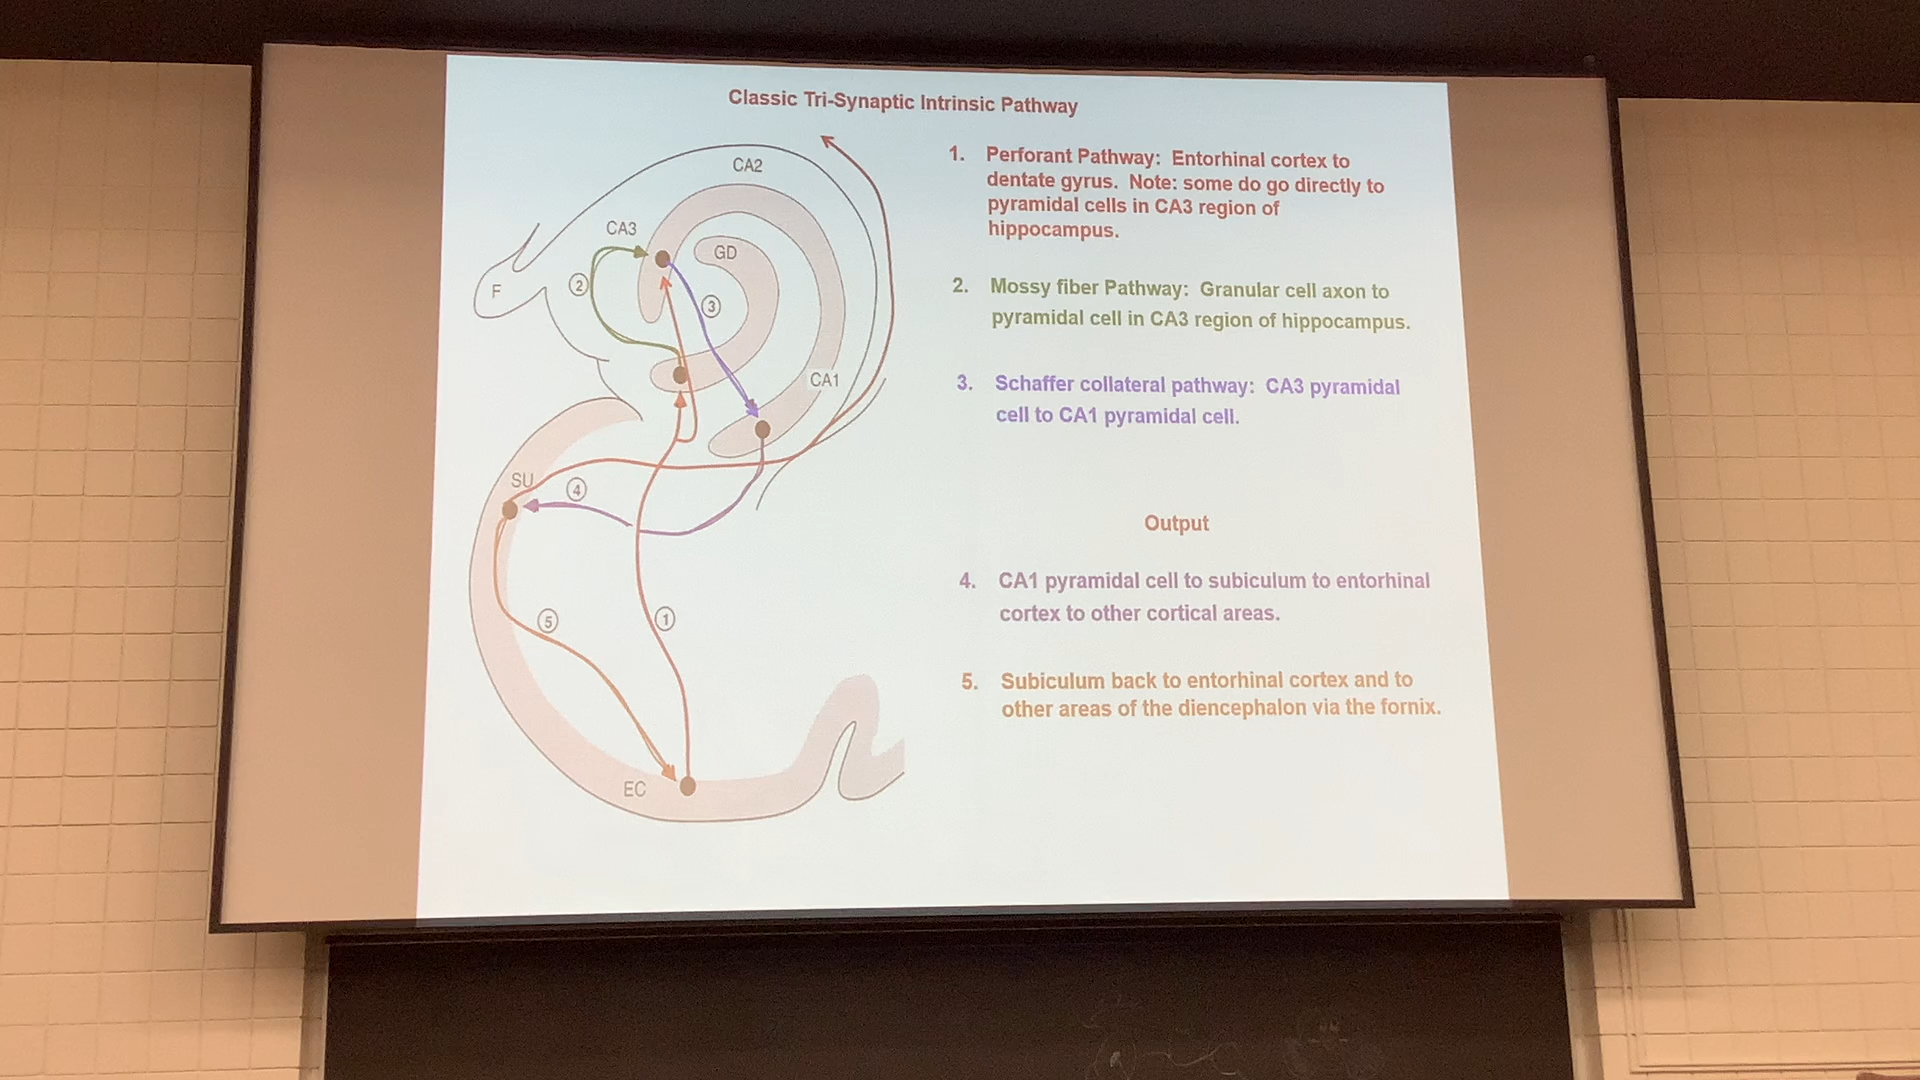 Classic Tri-Synaptic Intrinsic Pathway
CA2
CA3
GD
F
2
3
CA1
SU
4
5
1
EC
1. Perforant Pathway: Entorhinal cortex to
dentate gyrus. Note: some do go directly to
pyramidal cells in CA3 region of
hippocampus.
2. Mossy fiber Pathway: Granular cell axon to
pyramidal cell in CA3 region of hippocampus.
3. Schaffer collateral pathway: CA3 pyramidal
cell to CA1 pyramidal cell.
Output
4. CA1 pyramidal cell to subiculum to entorhinal
cortex to other cortical areas.
5. Subiculum back to entorhinal cortex and to
other areas of the diencephalon via the fornix.